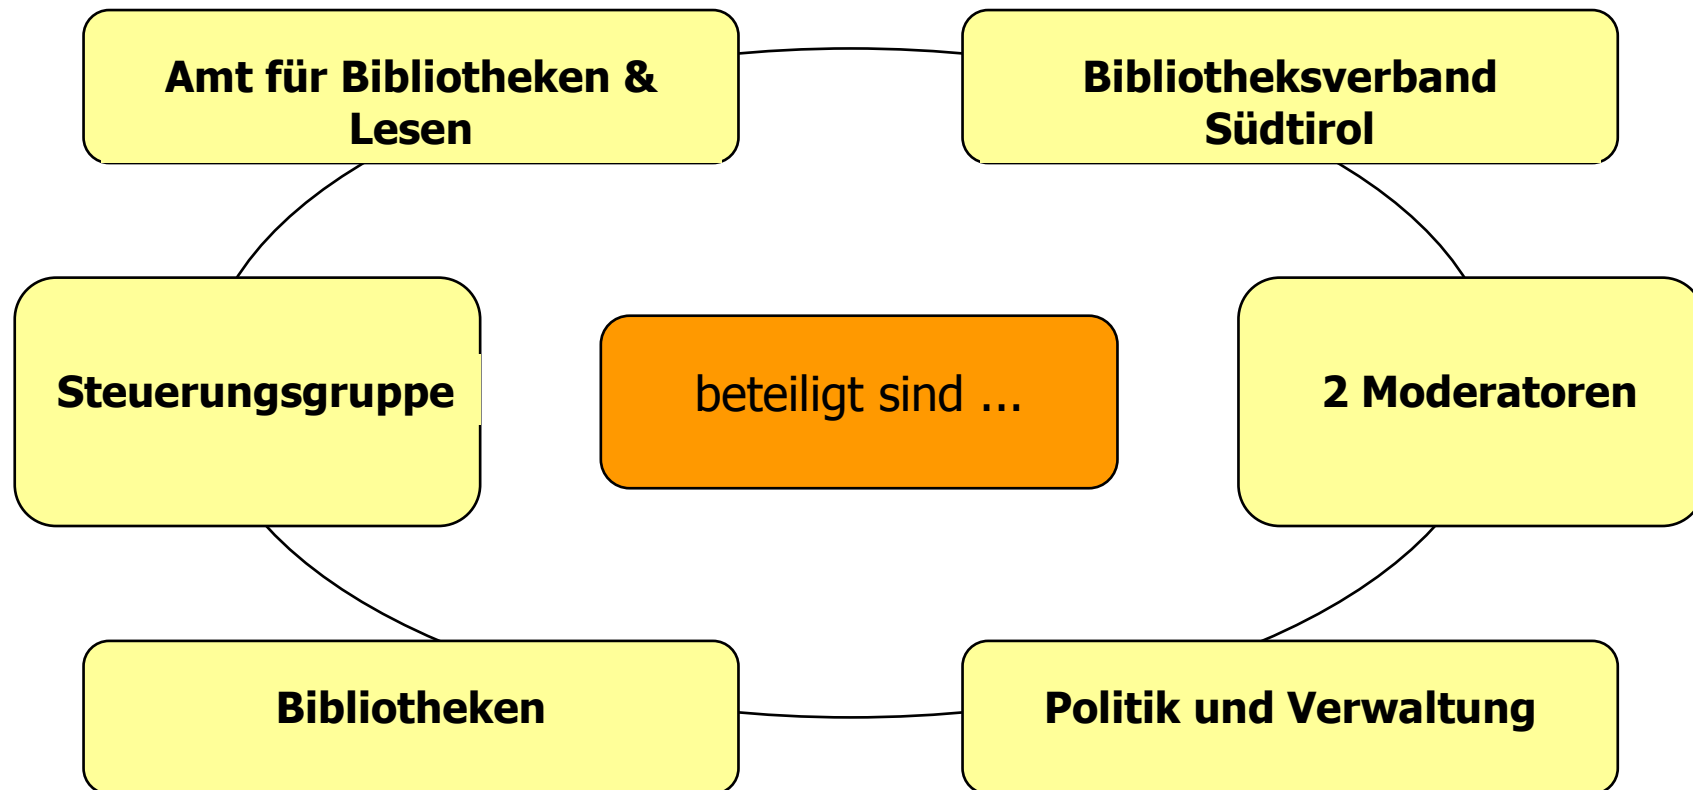 Amt für Bibliotheken &
Lesen
Bibliotheksverband
Südtirol
Steuerungsgruppe
beteiligt sind ...
2 Moderatoren
Bibliotheken
Politik und Verwaltung